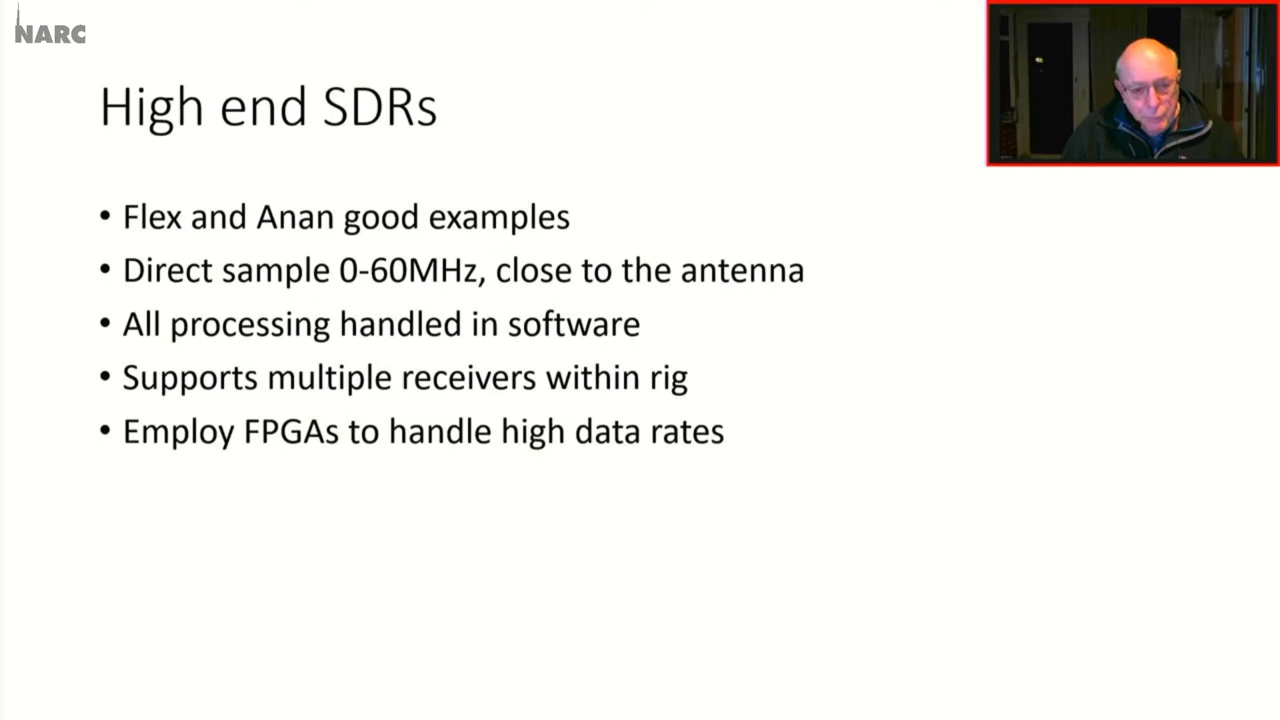 NARC
High end SDRs
• Flex and Anan good examples
• Direct sample 0-60MHz, close to the antenna
• All processing handled in software
• Supports multiple receivers within rig
• Employ FPGAs to handle high data rates